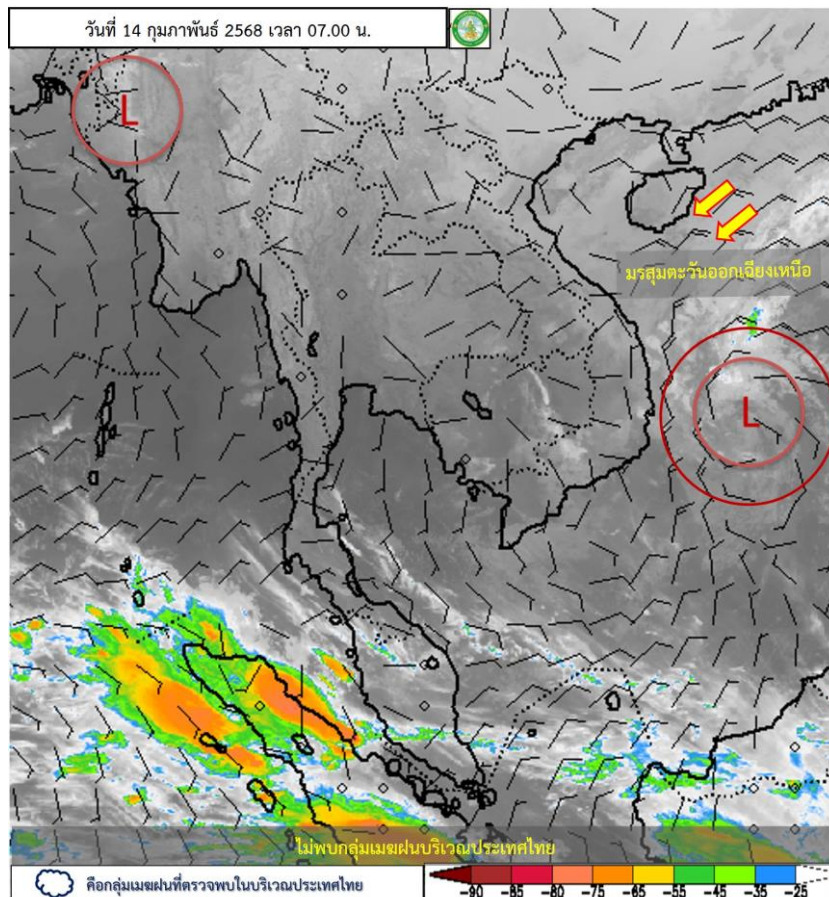 วันที่ 14 กุมภาพันธ์ 2568 เวลา 07.00 น.
L
มรสุมตะวันออกเฉียงเหนือ
L
ไม่พบกลุ่มเมฆฝนบริเวณประเทศไทย
คือกลุ่มเมฆฝนที่ตรวจพบในบริเวณประเทศไทย
-90 -85 -80 -75 -65 -55 -45 -35 -25